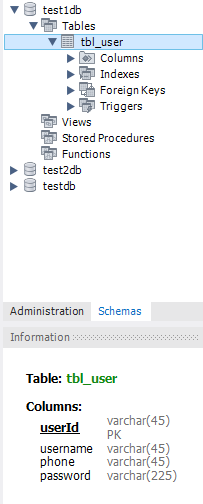 test1db
Tables
tbl_user
Columns
Indexes
Foreign Keys
Triggers
Views
Stored Procedures
Functions
test2db
testdb
Administration Schemas
Information
Table: tbl_user
Columns:
userId varchar(45)
PK
username varchar(45)
phone varchar(45)
password varchar(225)